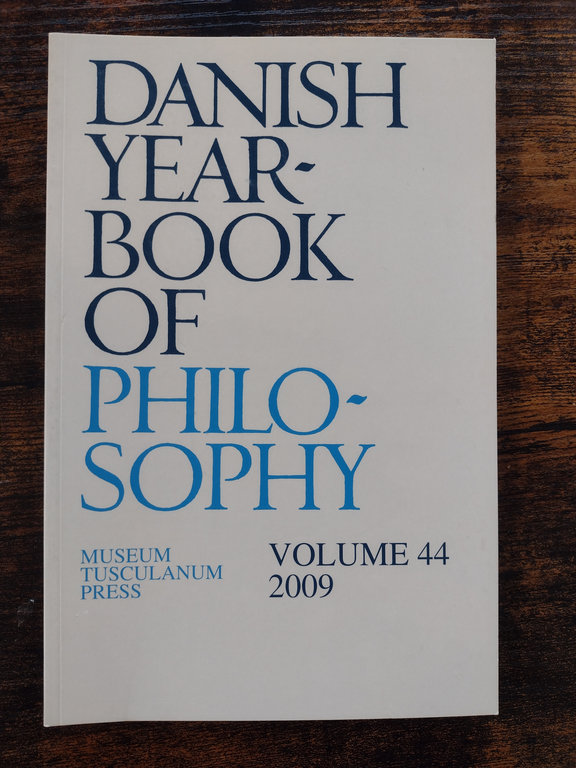 DANISH
YEAR-
BOOK
OF
PHILO-
SOPHY
MUSEUM
TUSCULANUM
PRESS
VOLUME 44
2009